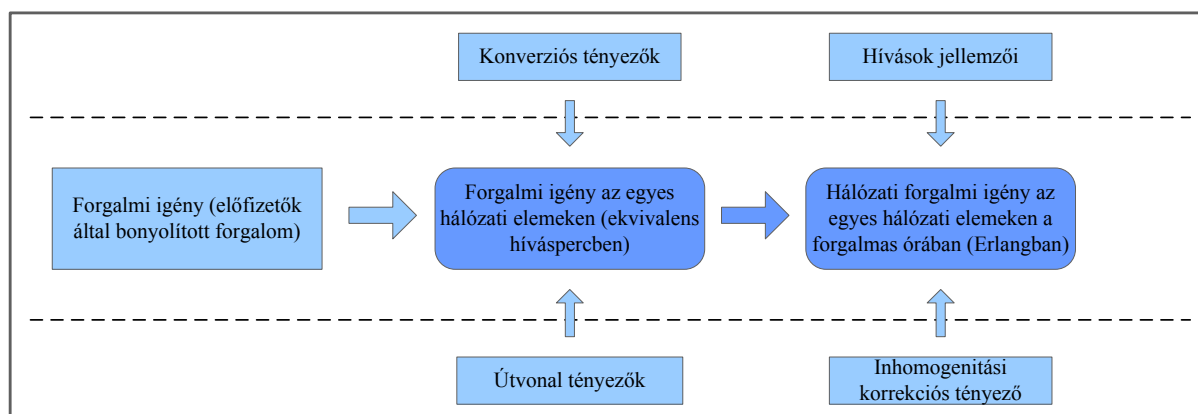 Konverziós tényezők
Hívások jellemzői
Forgalmi igény (előfizetők
által bonyolított forgalom)
Forgalmi igény az egyes
hálózati elemeken (ekvivalens
híváspercben)
Hálózati forgalmi igény az
egyes hálózati elemeken a
forgalmas órában (Erlangban)
Útvonal tényezők
Inhomogenitási
korrekciós tényező